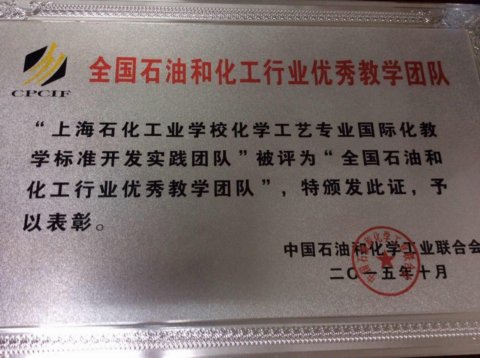 全国石油和化工行业优秀教学团队
CPCIF
“上海石化工业学校化学工艺专业国际化教
学标准开发实践团队”被评为“全国石油和
化工行业优秀教学团队”，特颁发此证，予
以表彰。
中国石油和化学工业联合会
二〇一五年十月